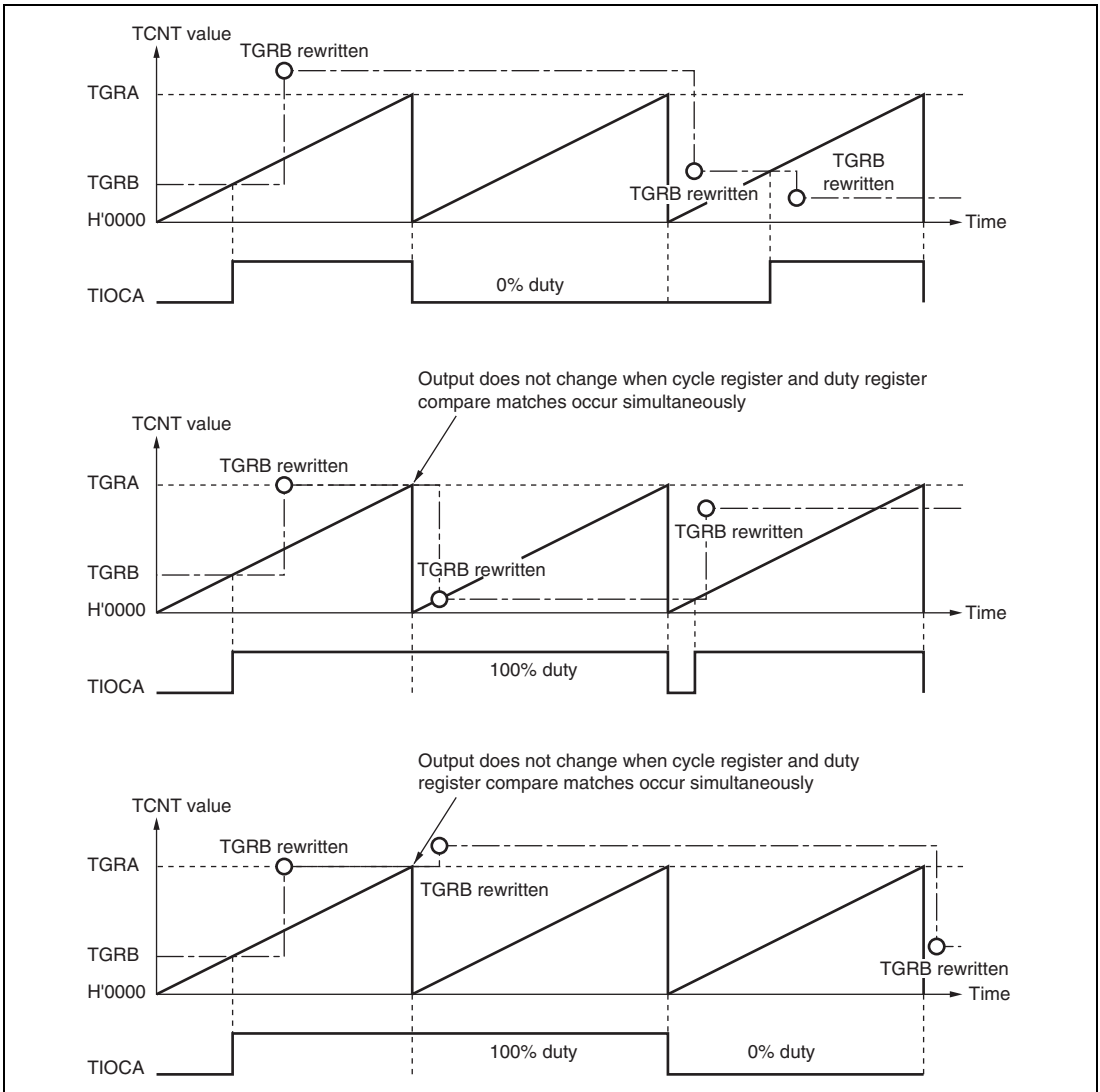 TCNT value
TGRB rewritten
TGRA
TGRB
rewritten
TGRB
TGRB rewritten
H'0000
Time
0% duty
TIOCA
Output does not change when cycle register and duty register
compare matches occur simultaneously
TCNT value
TGRB rewritten
TGRA
TGRB rewritten
TGRB
TGRB rewritten
H'0000
Time
100% duty
TIOCA
Output does not change when cycle register and duty
register compare matches occur simultaneously
TCNT value
TGRB rewritten
TGRA
TGRB rewritten
TGRB
TGRB rewritten
H'0000
Time
100% duty
0% duty
TIOCA